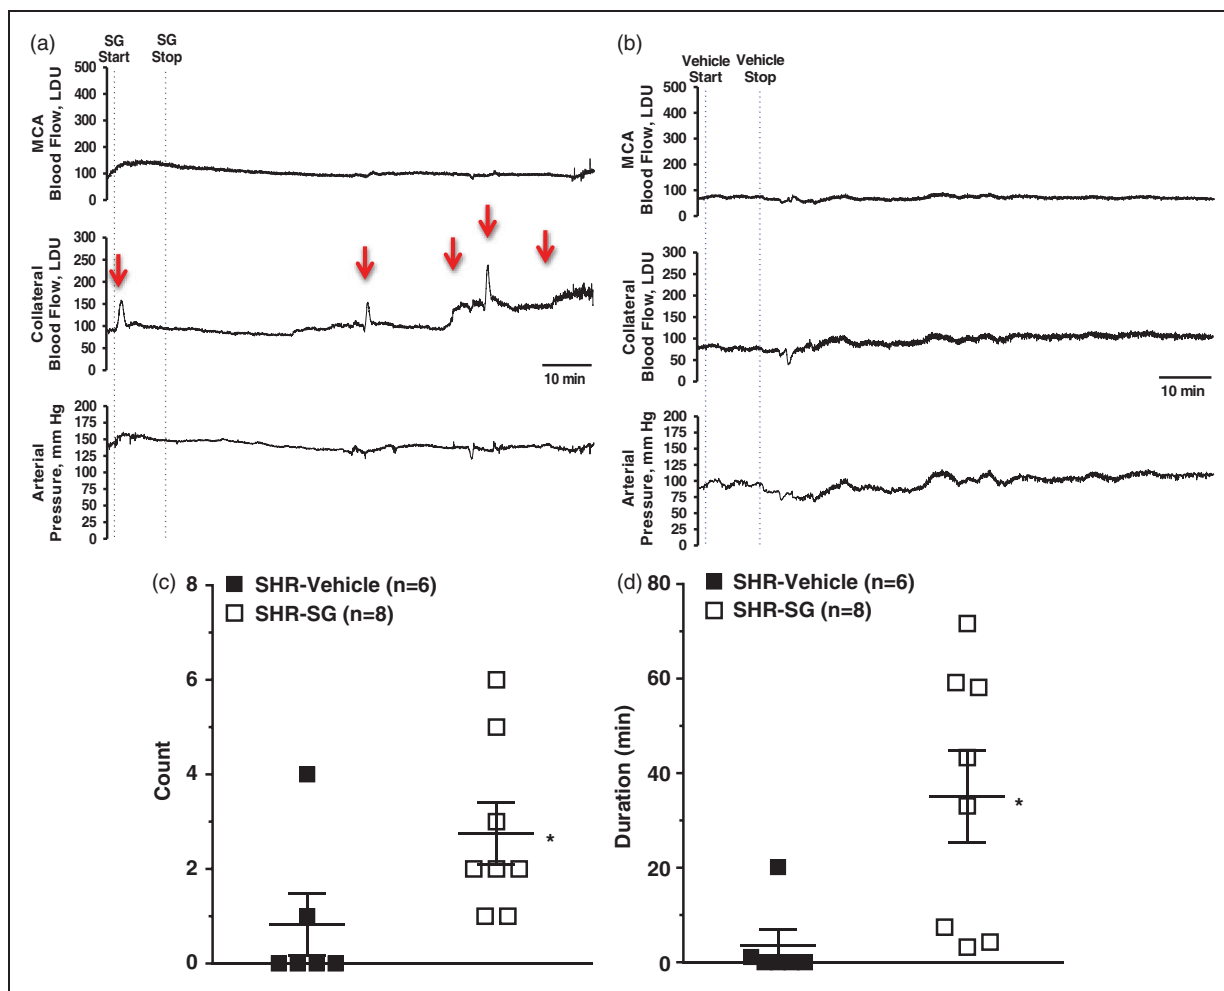 (a)
SG
Start
SG
Stop
500
400
300
200
100
0
MCA
Blood Flow, LDU
300
250
200
150
100
50
0
Collateral
Blood Flow, LDU
10 min
200
175
150
125
100
75
50
25
0
Arterial
Pressure, mm Hg
(b)
Vehicle
Start
Vehicle
Stop
500
400
300
200
100
0
MCA
Blood Flow, LDU
300
250
200
150
100
50
0
Collateral
Blood Flow, LDU
10 min
200
175
150
125
100
75
50
25
0
Arterial
Pressure, mm Hg
(c)
8
6
4
2
0
Count
SHR-Vehicle (n=6)
SHR-SG (n=8)
*
(d)
80
60
40
20
0
Duration (min)
SHR-Vehicle (n=6)
SHR-SG (n=8)
*